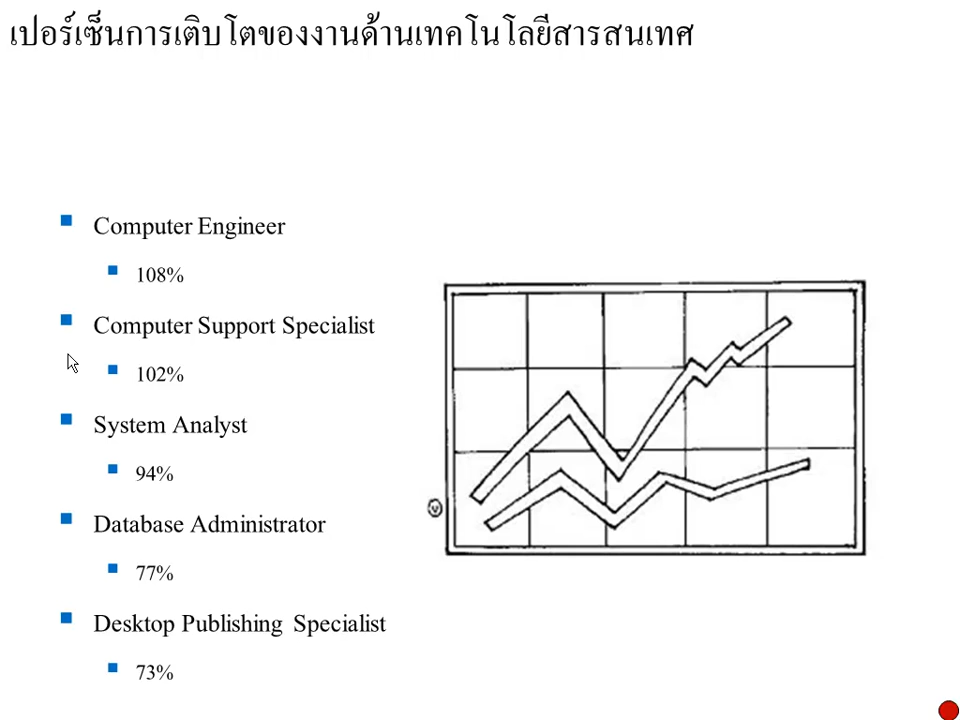 เปอร์เซ็นการเติบโตของงานด้านเทคโนโลยีสารสนเทศ
Computer Engineer
108%
Computer Support Specialist
102%
System Analyst
94%
Database Administrator
77%
Desktop Publishing Specialist
73%